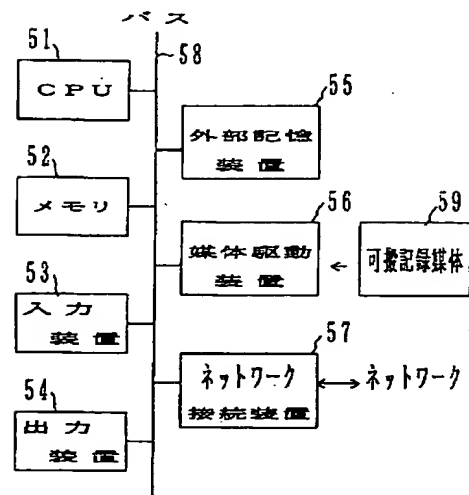 バス
58
51
CPU
52
メモリ
53
入力
装置
54
出力
装置
55
外部記憶
装置
56
媒体駆動
装置
59
可搬記録媒体
57
ネットワーク
接続装置
ネットワーク